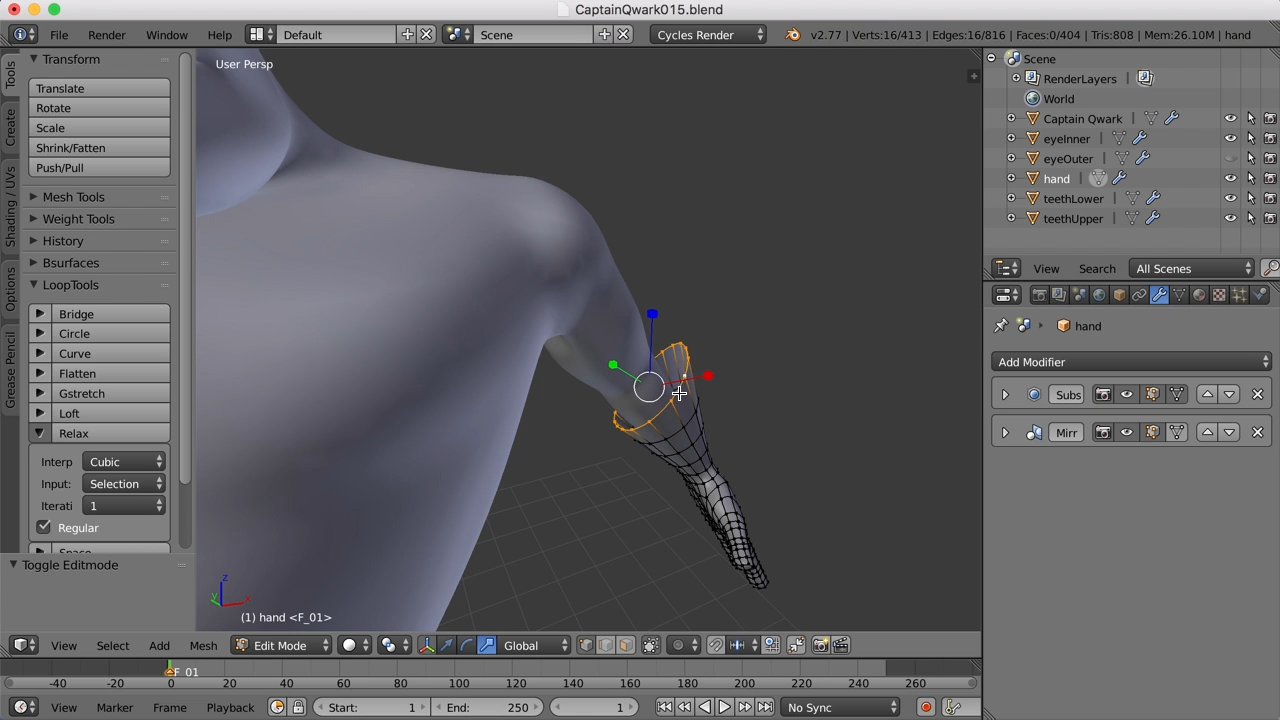 CaptainQwark015.blend
File Render Window Help Default Scene Cycles Render v2.77 | Verts:16/413 | Edges:16/816 | Faces:0/404 | Tris:808 | Mem:26.10M | hand
Tools
Create
Shading / UVs
Options
Grease Pencil
Transform
Translate
Rotate
Scale
Shrink/Fatten
Push/Pull
Mesh Tools
Weight Tools
History
Bsurfaces
LoopTools
Bridge
Circle
Curve
Flatten
Gstretch
Loft
Relax
Interp Cubic
Input: Selection
Iterati 1
Regular
Space
Toggle Editmode
User Persp
z
y x
(1) hand <F_01>
View Select Add Mesh Edit Mode Global
Scene
RenderLayers
World
Captain Qwark
eyeInner
eyeOuter
hand
teethLower
teethUpper
View Search All Scenes
hand
Add Modifier
Subs
Mirr
F_01
-40 -20 0 20 40 60 80 100 120 140 160 180 200 220 240 260
View Marker Frame Playback Start: 1 End: 250 1 No Sync